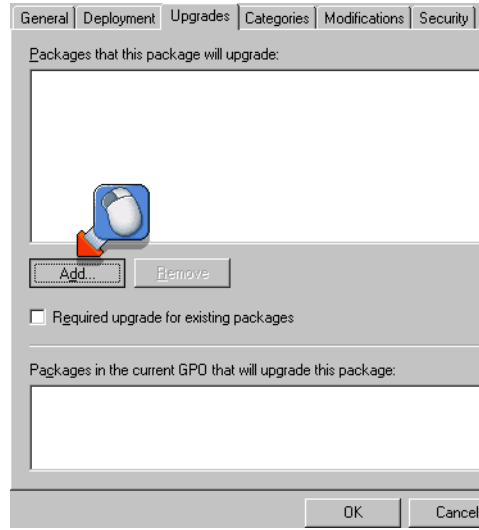 General Deployment Upgrades Categories Modifications Security
Packages that this package will upgrade:
Add... Remove
Required upgrade for existing packages
Packages in the current GPO that will upgrade this package:
OK Cancel